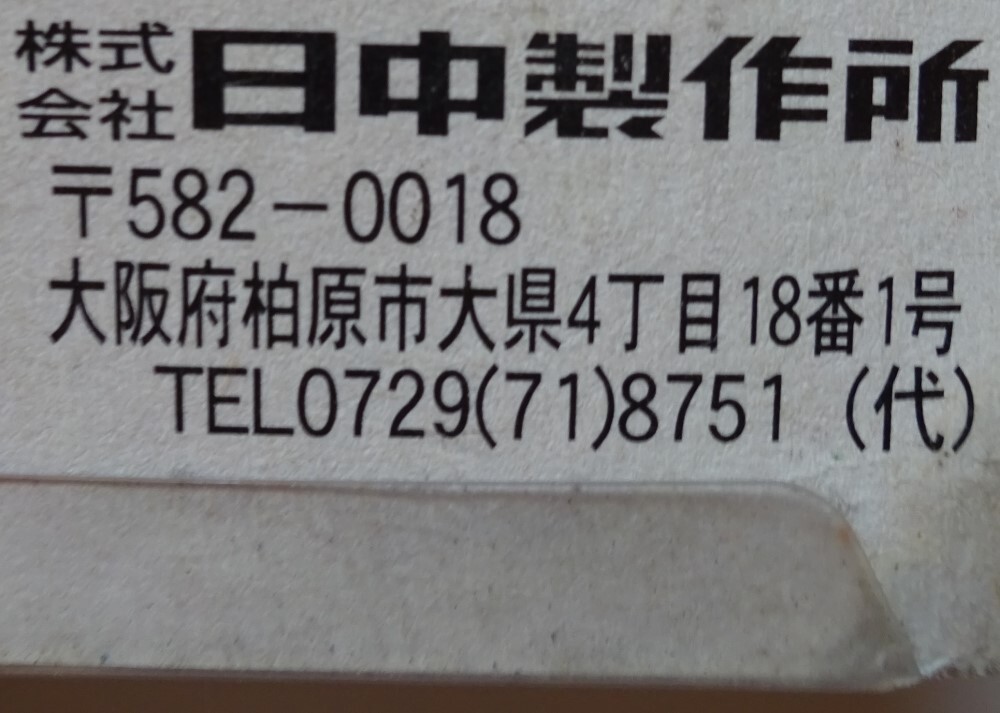 株式会社日中製作所
〒582-0018
大阪府柏原市大県4丁目18番1号
TEL0729(71)8751 (代)